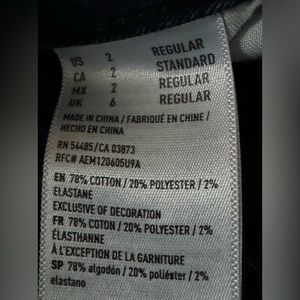 US 2 REGULAR
CA 2 STANDARD
MX 2 REGULAR
UK 6 REGULAR
MADE IN CHINA / FABRIQUÉ EN CHINE /
HECHO EN CHINA
RN 54485/CA 03873
RFC# AEM120605U9A
EN 78% COTTON / 20% POLYESTER / 2%
ELASTANE
EXCLUSIVE OF DECORATION
FR 78% COTON / 20% POLYESTER / 2%
ÉLASTHANNE
À L'EXCEPTION DE LA GARNITURE
SP 78% algodón / 20% poliéster / 2%
elastano